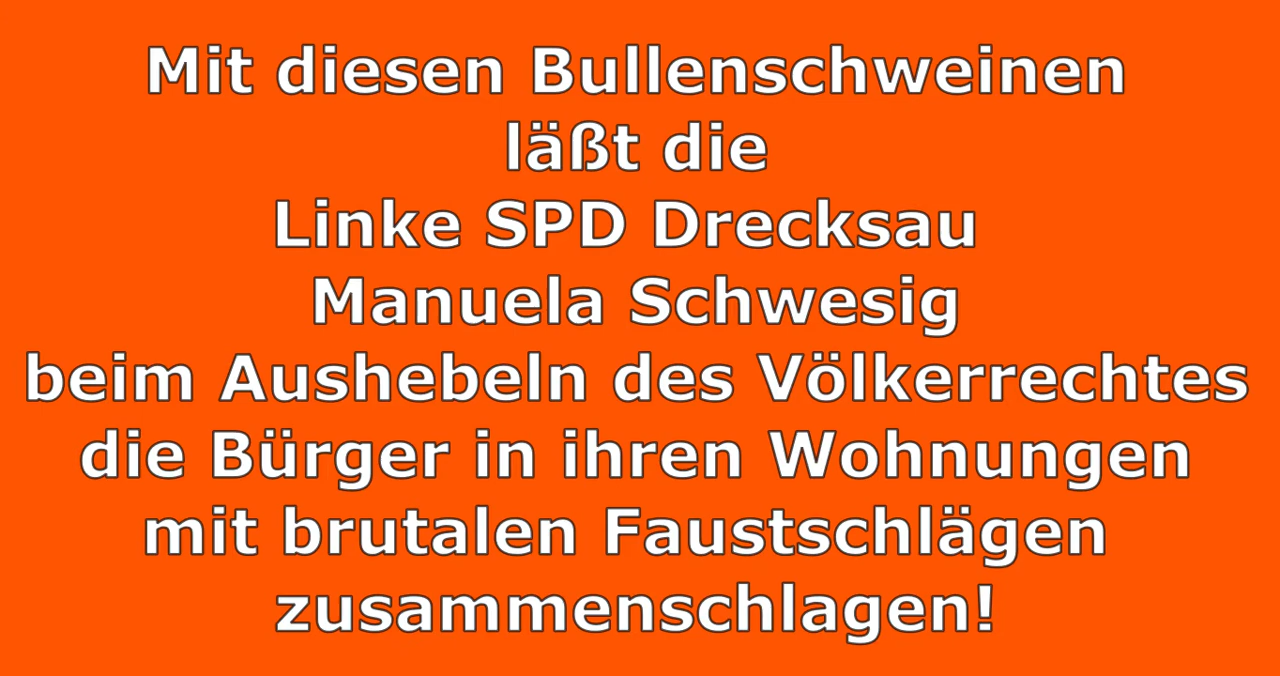 Mit diesen Bullenschweinen
läßt die
Linke SPD Drecksau
Manuela Schwesig
beim Aushebeln des Völkerrechtes
die Bürger in ihren Wohnungen
mit brutalen Faustschlägen
zusammenschlagen!